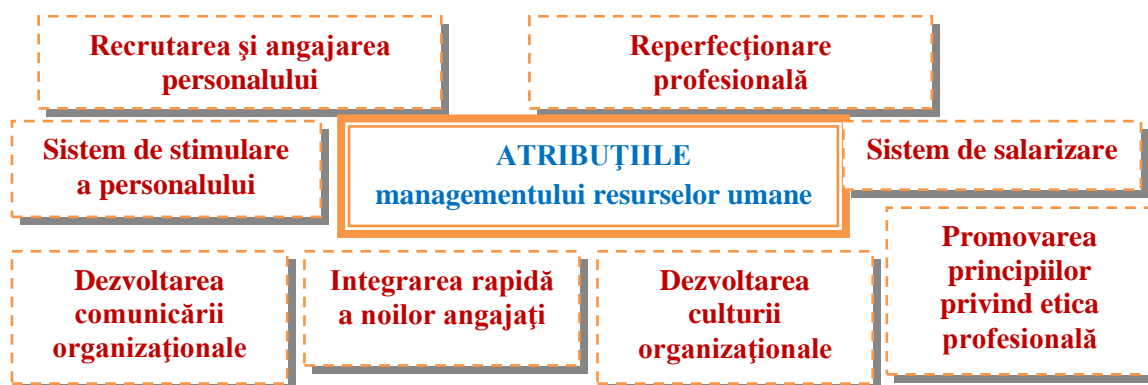 Recrutarea şi angajarea
personalului
Reperfecţionare
profesională
Sistem de stimulare
a personalului
ATRIBUŢIILE
managementului resurselor umane
Sistem de salarizare
Dezvoltarea
comunicării
organizaţionale
Integrarea rapidă
a noilor angajaţi
Dezvoltarea
culturii
organizaţionale
Promovarea
principiilor
privind etica
profesională